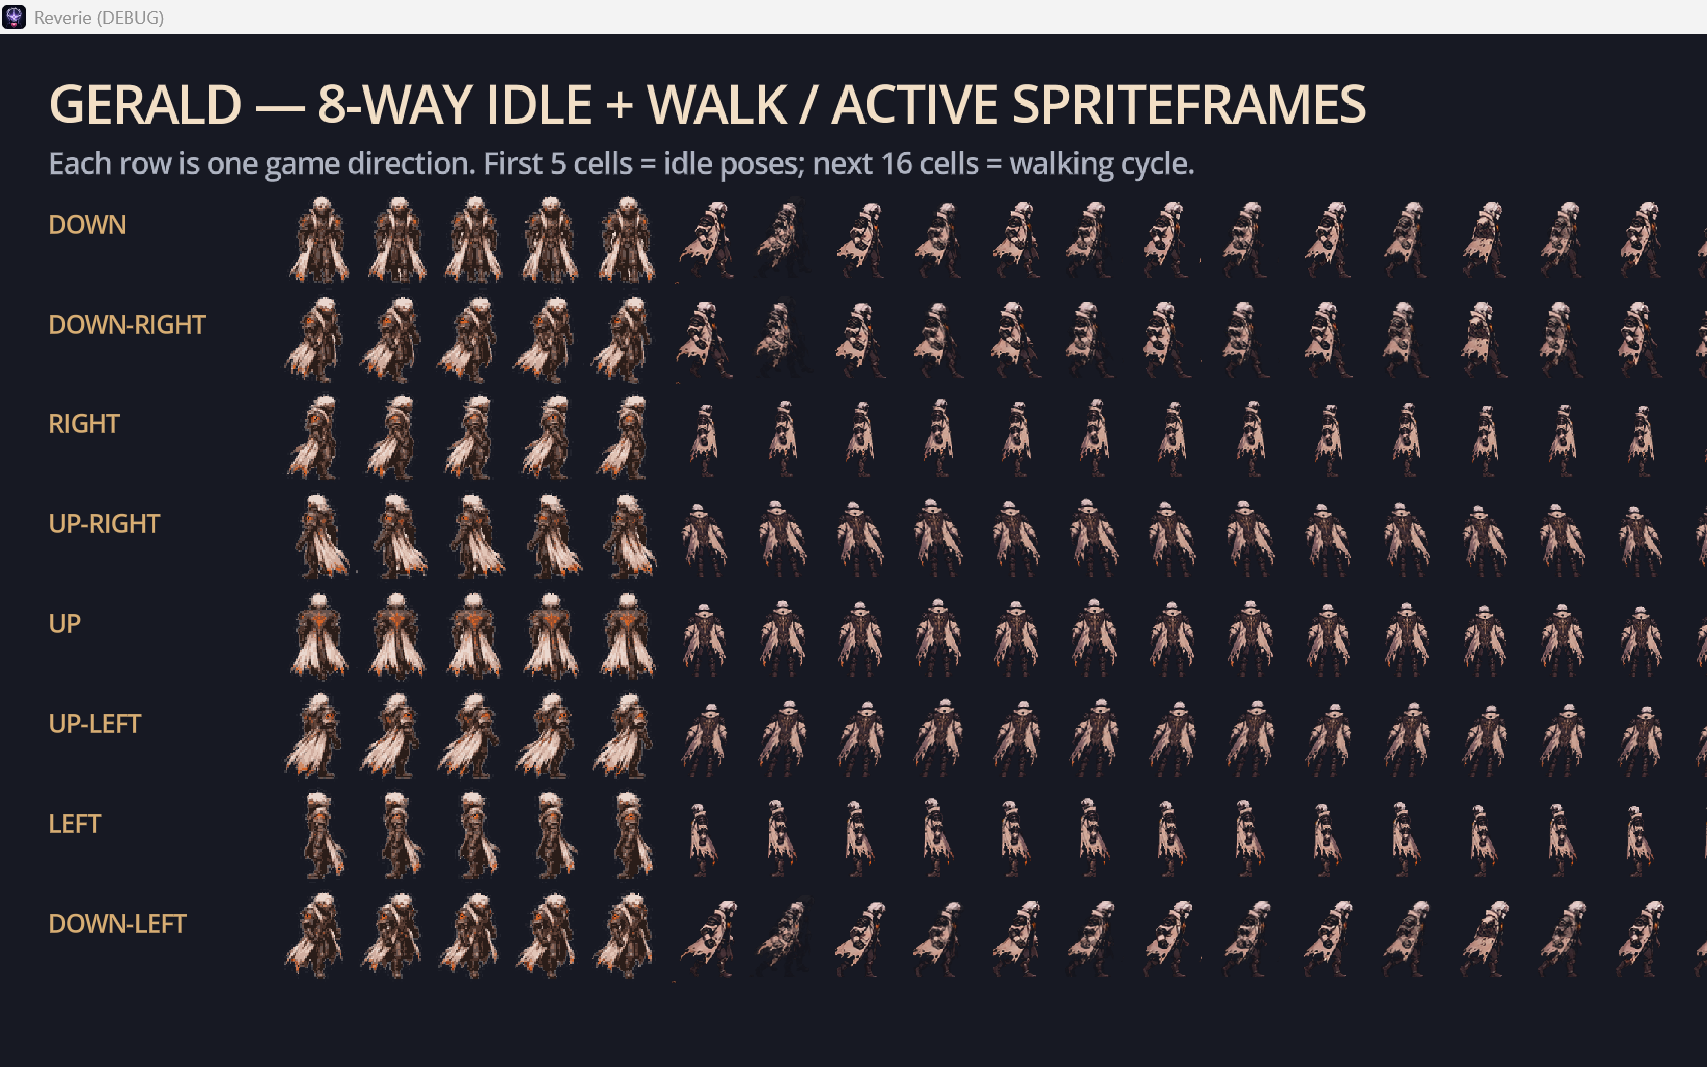 Reverie (DEBUG)
GERALD — 8-WAY IDLE + WALK / ACTIVE SPRITEFRAMES
Each row is one game direction. First 5 cells = idle poses; next 16 cells = walking cycle.
DOWN
DOWN-RIGHT
RIGHT
UP-RIGHT
UP
UP-LEFT
LEFT
DOWN-LEFT